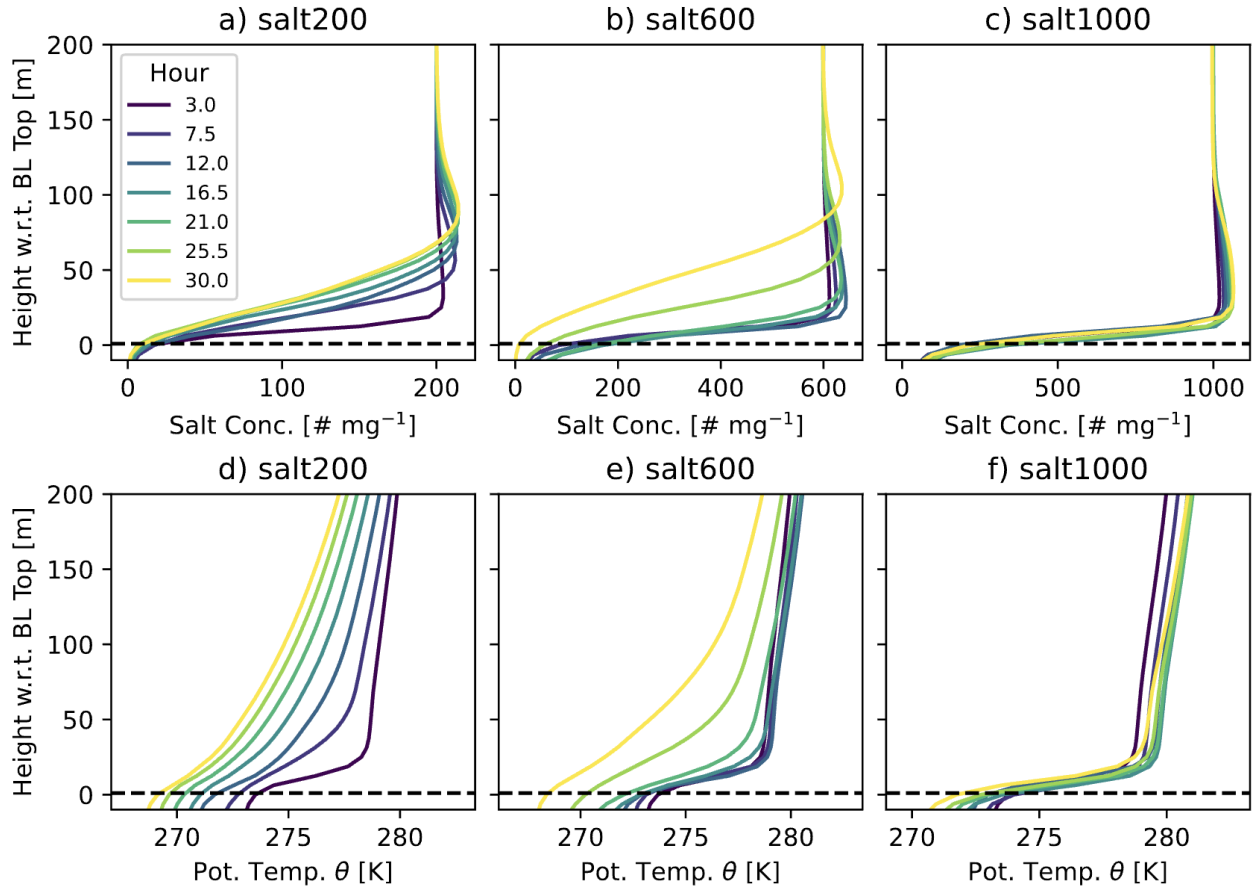 a) salt200
b) salt600
c) salt1000
Height w.r.t. BL Top [m]
200
150
100
50
0
Hour
3.0
7.5
12.0
16.5
21.0
25.5
30.0
0 100 200
0 200 400 600
0 500 1000
Salt Conc. [# mg⁻¹]
Salt Conc. [# mg⁻¹]
Salt Conc. [# mg⁻¹]
d) salt200
e) salt600
f) salt1000
Height w.r.t. BL Top [m]
200
150
100
50
0
270 275 280
270 275 280
270 275 280
Pot. Temp. θ [K]
Pot. Temp. θ [K]
Pot. Temp. θ [K]